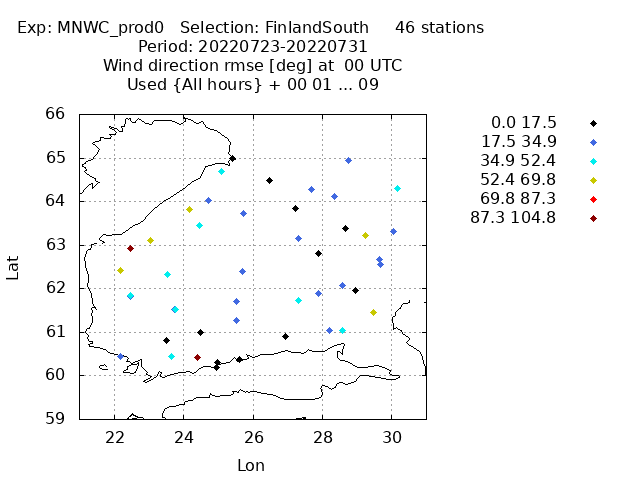 Exp: MNWC_prod0   Selection: FinlandSouth     46 stations
Period: 20220723-20220731
Wind direction rmse [deg] at  00 UTC
Used {All hours} + 00 01 ... 09
0.0 17.5
17.5 34.9
34.9 52.4
52.4 69.8
69.8 87.3
87.3 104.8
66
65
64
63
62
61
60
59
Lat
22 24 26 28 30
Lon